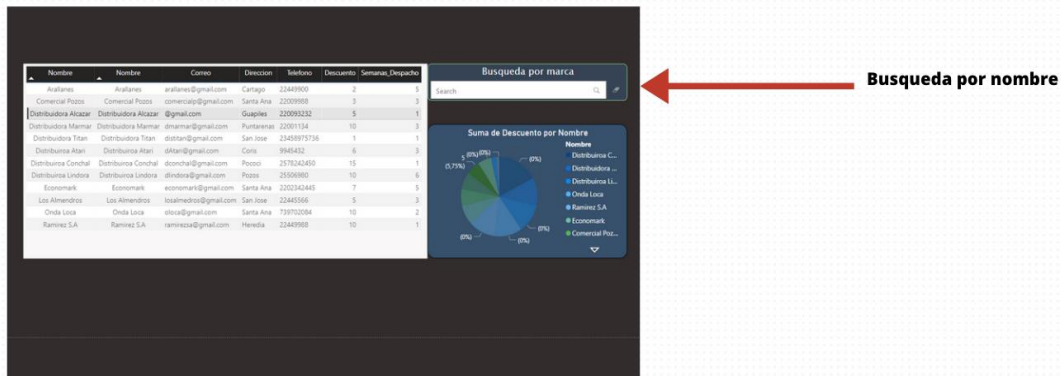 Nombre Nombre Correo Direccion Telefono Descuento Semanas_Despacho
Arallanes Arallanes arallanes@gmail.com Cartago 22449900 2 5
Comercial Pozos Comercial Pozos comercialp@gmail.com Santa Ana 22009988 3 3
Distribuidora Alcazar Distribuidora Alcazar @gmail.com Guapiles 220093232 5 1
Distribuidora Marmar Distribuidora Marmar dmarmar@gmail.com Puntarenas 22001134 10 3
Distribuidora Titan Distribuidora Titan distitan@gmail.com San Jose 23458975736 1 1
Distribuiroa Atari Distribuiroa Atari dAtari@gmail.com Coris 9945432 6 3
Distribuiroa Conchal Distribuiroa Conchal dconchal@gmail.com Pococi 2578242450 15 1
Distribuiroa Lindora Distribuiroa Lindora dlindora@gmail.com Pozos 25506980 10 6
Economark Economark economark@gmail.com Santa Ana 2202342445 7 5
Los Almendros Los Almendros losalmedros@gmail.com San Jose 22445566 5 3
Onda Loca Onda Loca oloca@gmail.com Santa Ana 739702084 10 2
Ramirez S.A Ramirez S.A ramirezsa@gmail.com Heredia 22449988 10 1
Busqueda por marca
Search
Busqueda por nombre
Suma de Descuento por Nombre
Nombre
5 (0%) (0%) (0%)
(5,75%)
(0%)
(0%) (0%)
Distribuiroa C...
Distribuidora ...
Distribuiroa Li...
Onda Loca
Ramirez S.A
Economark
Comercial Poz...